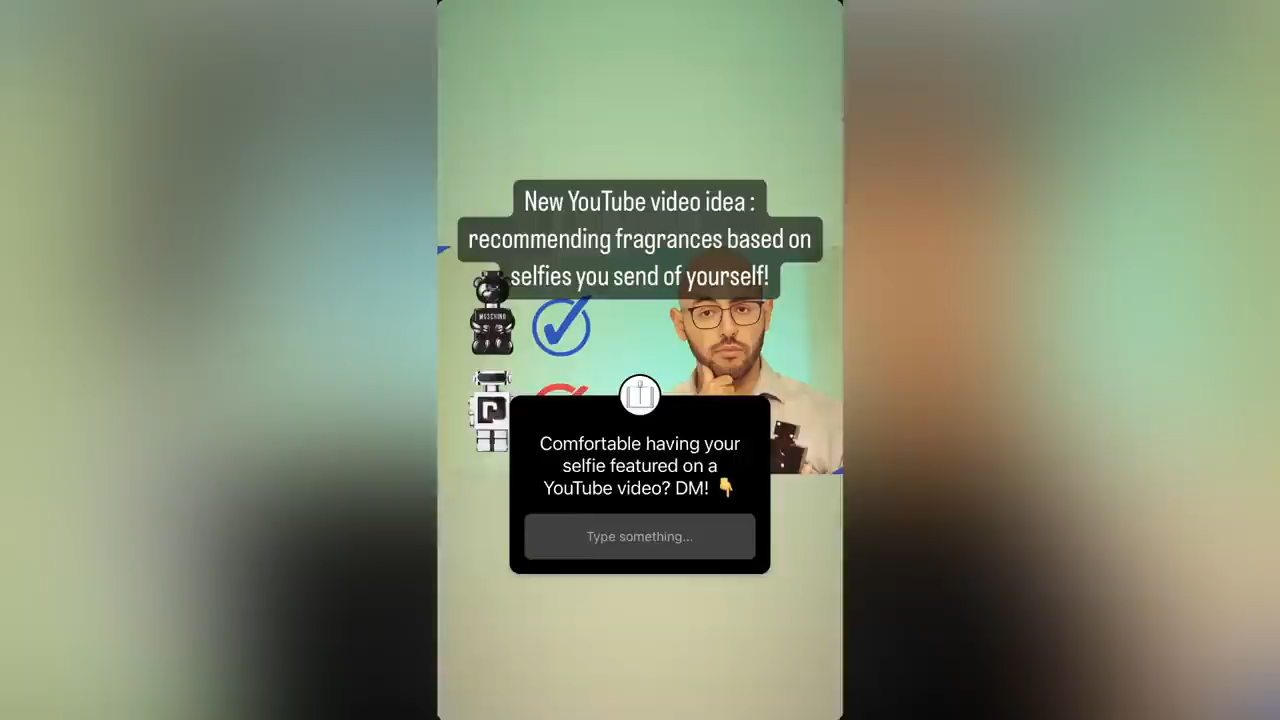 New YouTube video idea :
recommending fragrances based on
selfies you send of yourself!
MOSCHINO
Comfortable having your
selfie featured on a
YouTube video? DM! 👇
Type something...